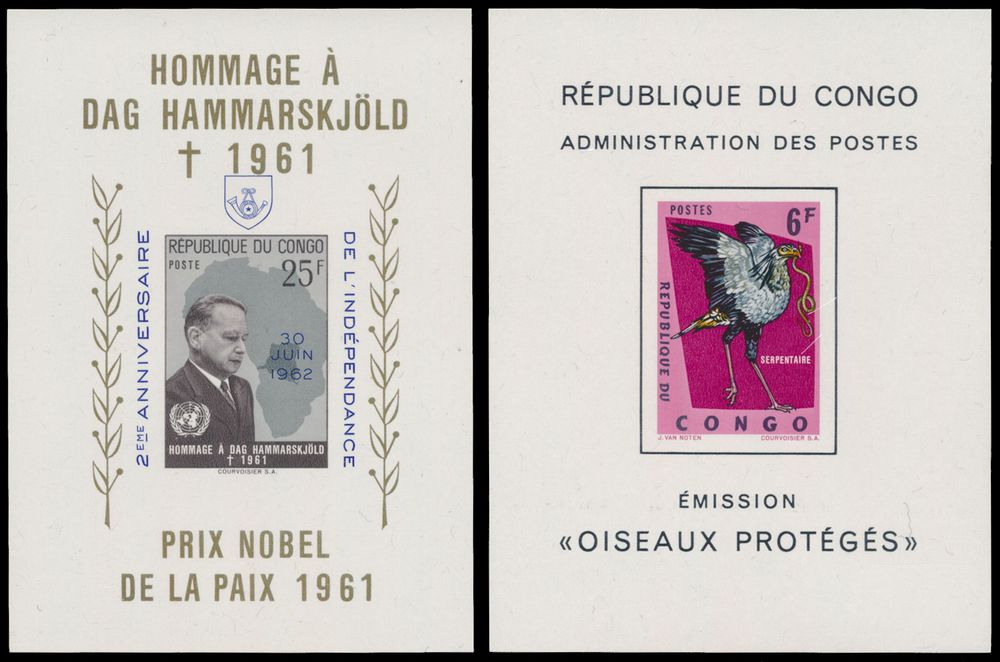 HOMMAGE À
DAG HAMMARSKJÖLD
† 1961
2EME ANNIVERSAIRE
DE L'INDÉPENDANCE
RÉPUBLIQUE DU CONGO
POSTE
25F
30
JUIN
1962
HOMMAGE À DAG HAMMARSKJÖLD
† 1961
COURVOISIER S.A.
PRIX NOBEL
DE LA PAIX 1961
RÉPUBLIQUE DU CONGO
ADMINISTRATION DES POSTES
POSTES
6F
REPUBLIQUE DU
SERPENTAIRE
CONGO
J. VAN NOTEN
COURVOISIER S.A.
ÉMISSION
«OISEAUX PROTÉGÉS»